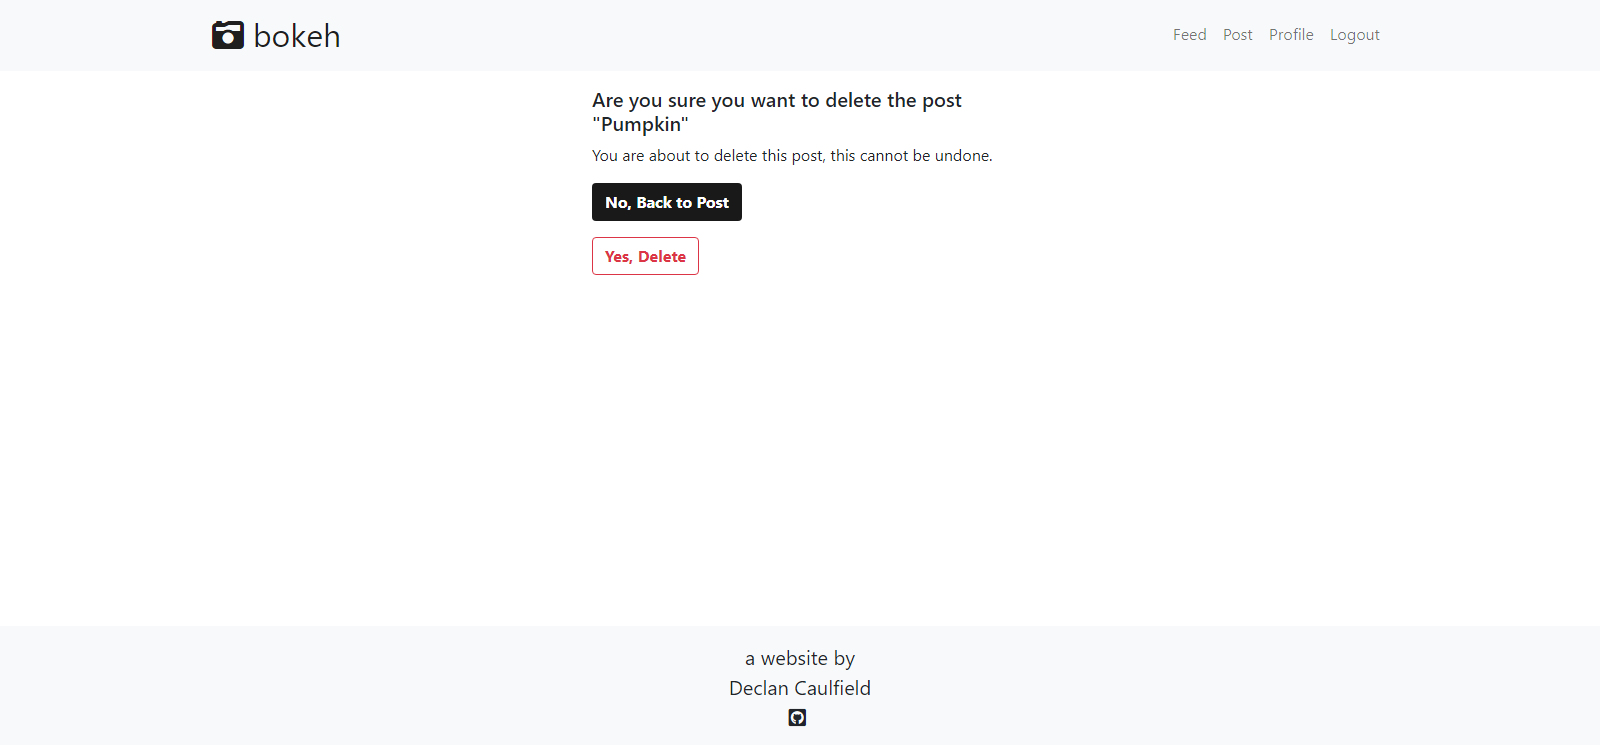 bokeh
Feed Post Profile Logout
Are you sure you want to delete the post
"Pumpkin"
You are about to delete this post, this cannot be undone.
No, Back to Post
Yes, Delete
a website by
Declan Caulfield